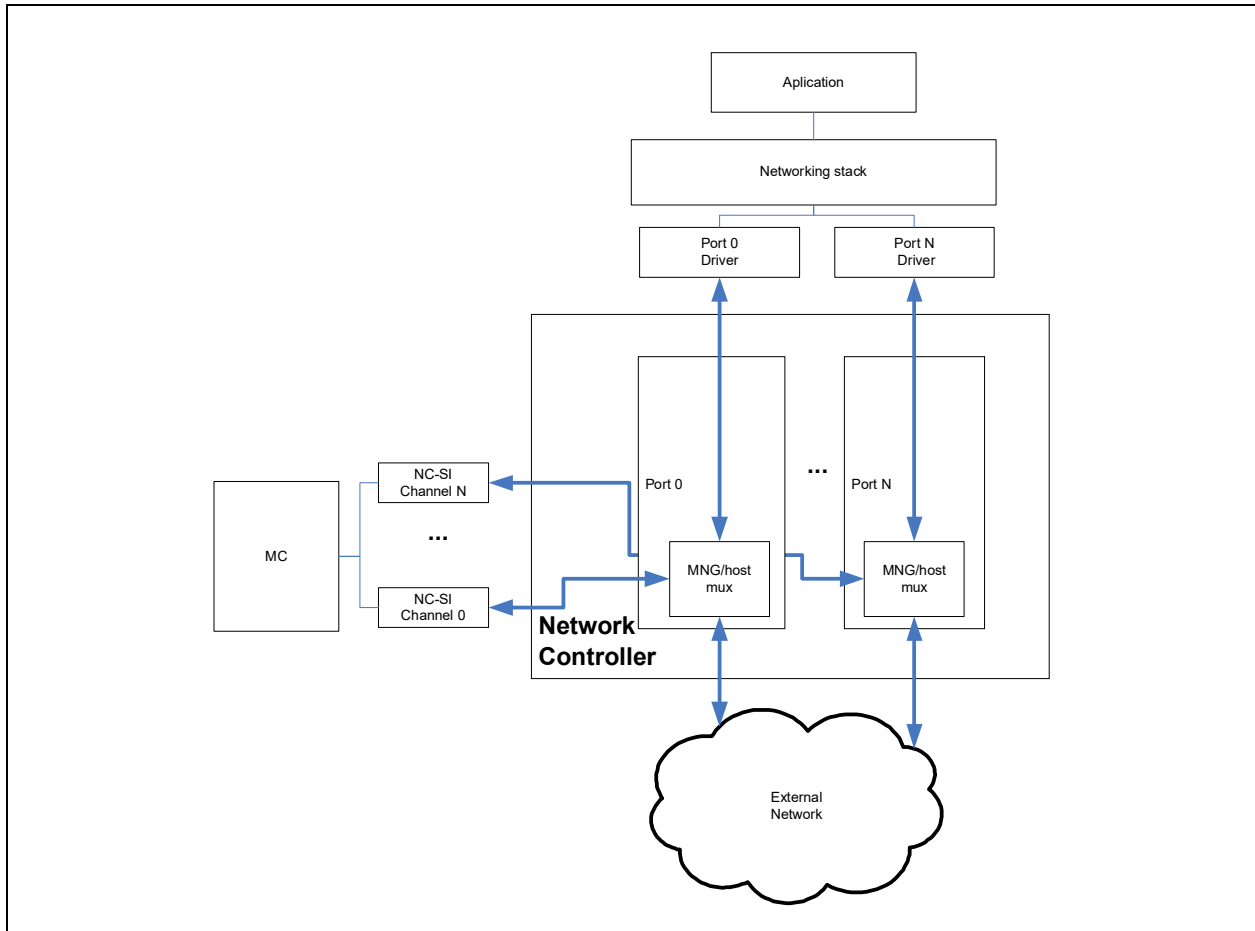 Aplication
Networking stack
Port 0
Driver
Port N
Driver
NC-SI
Channel N
...
MC
NC-SI
Channel 0
Port 0
...
Port N
MNG/host
mux
MNG/host
mux
Network
Controller
External
Network